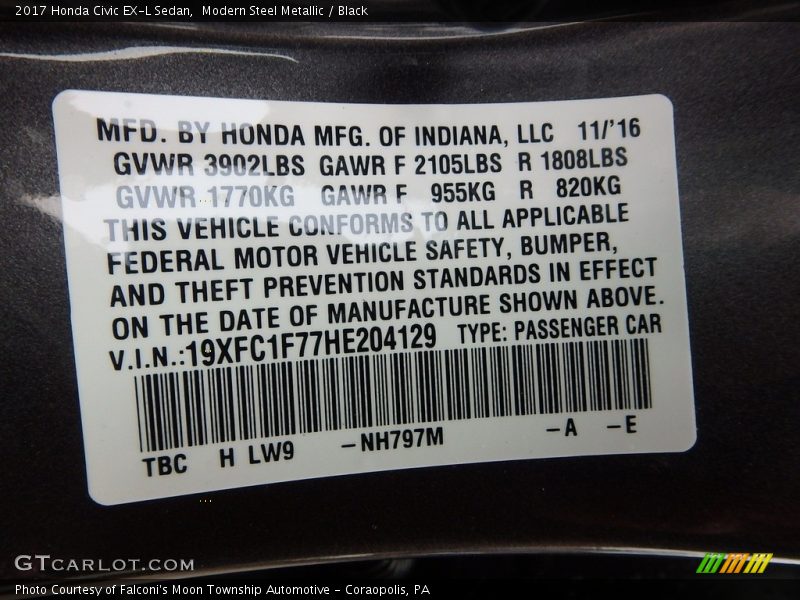 2017 Honda Civic EX-L Sedan,  Modern Steel Metallic / Black
MFD. BY HONDA MFG. OF INDIANA, LLC 11/'16
GVWR 3902LBS GAWR F 2105LBS R 1808LBS
GVWR 1770KG GAWR F 955KG R 820KG
THIS VEHICLE CONFORMS TO ALL APPLICABLE
FEDERAL MOTOR VEHICLE SAFETY, BUMPER,
AND THEFT PREVENTION STANDARDS IN EFFECT
ON THE DATE OF MANUFACTURE SHOWN ABOVE.
V.I.N.:19XFC1F77HE204129 TYPE: PASSENGER CAR
TBC H LW9 -NH797M -A -E
GTCARLOT.COM
Photo Courtesy of Falconi's Moon Township Automotive - Coraopolis, PA